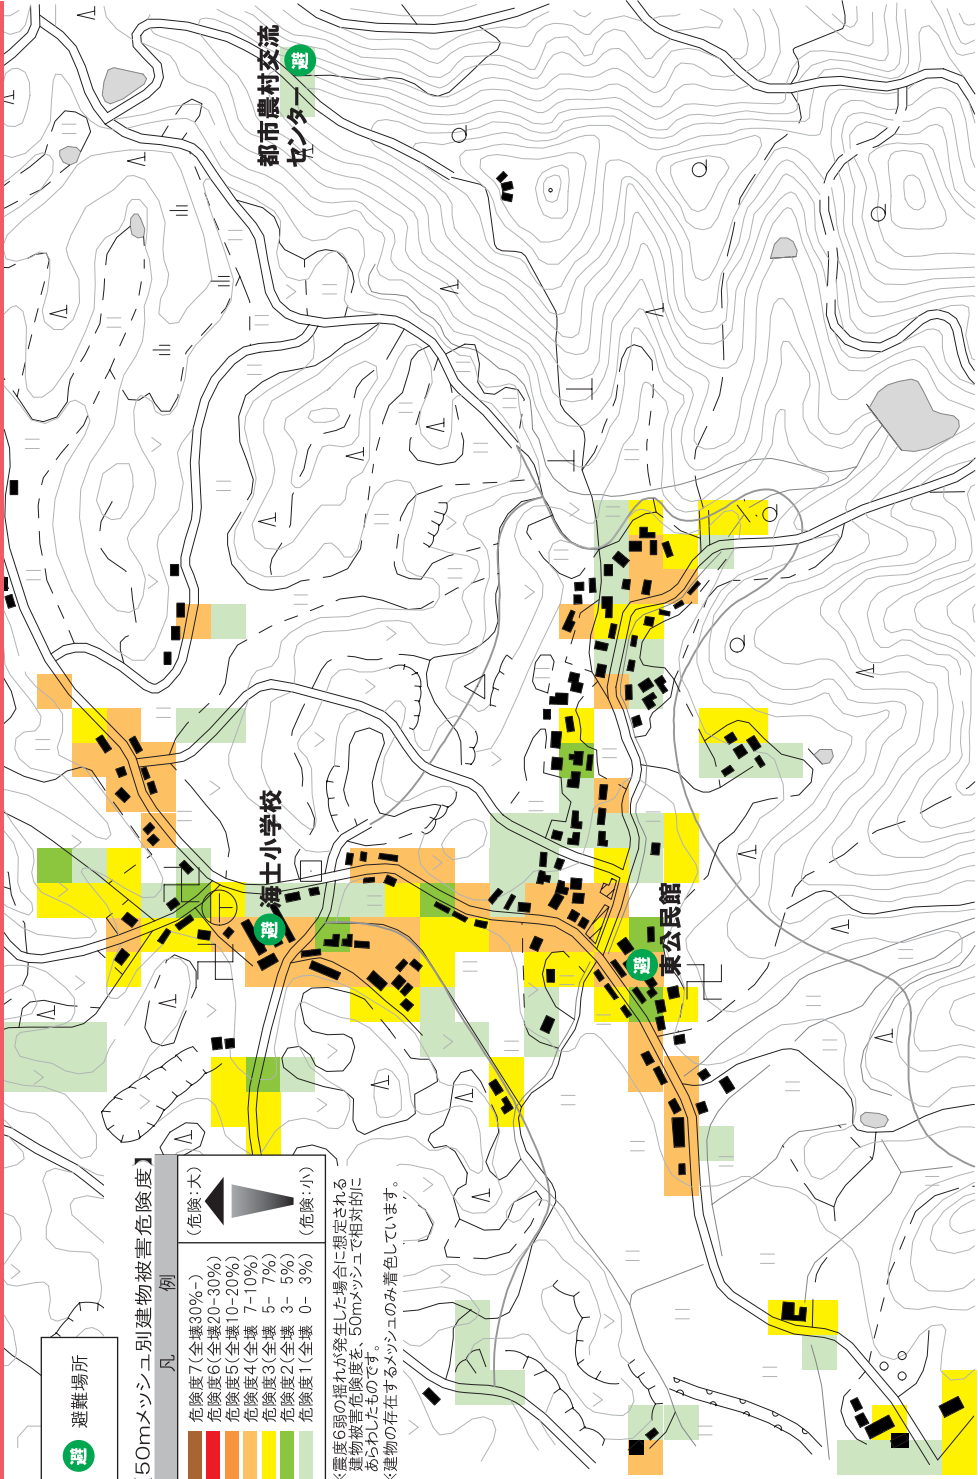 都市農村交流
センター
避
海士小学校
避
東公民館
避
避 避難場所
【50mメッシュ別建物被害危険度】
凡 例
危険度7(全壊30%-)
危険度6(全壊20-30%)
危険度5(全壊10-20%)
危険度4(全壊 7-10%)
危険度3(全壊 5- 7%)
危険度2(全壊 3- 5%)
危険度1(全壊 0- 3%)
(危険:大)
(危険:小)
※震度6弱の揺れが発生した場合に想定される
建物被害危険度を、50mメッシュで相対的に
あらわしたものです。
※建物の存在するメッシュのみ着色しています。